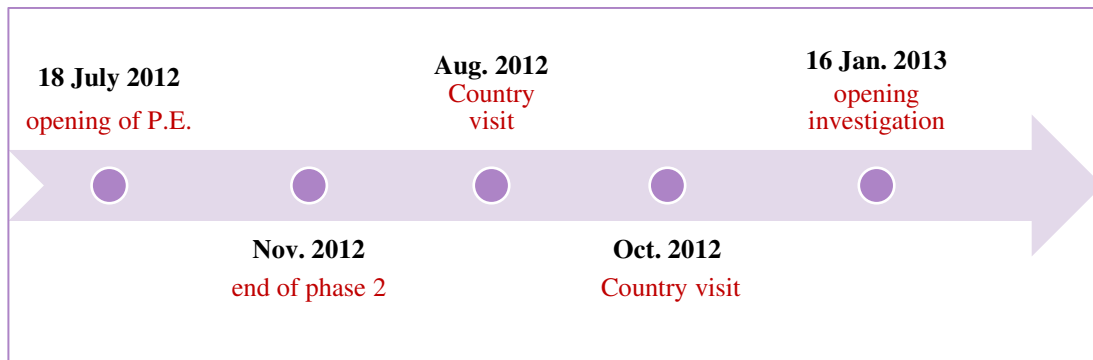 18 July 2012
opening of P.E.
Nov. 2012
end of phase 2
Aug. 2012
Country
visit
Oct. 2012
Country visit
16 Jan. 2013
opening
investigation